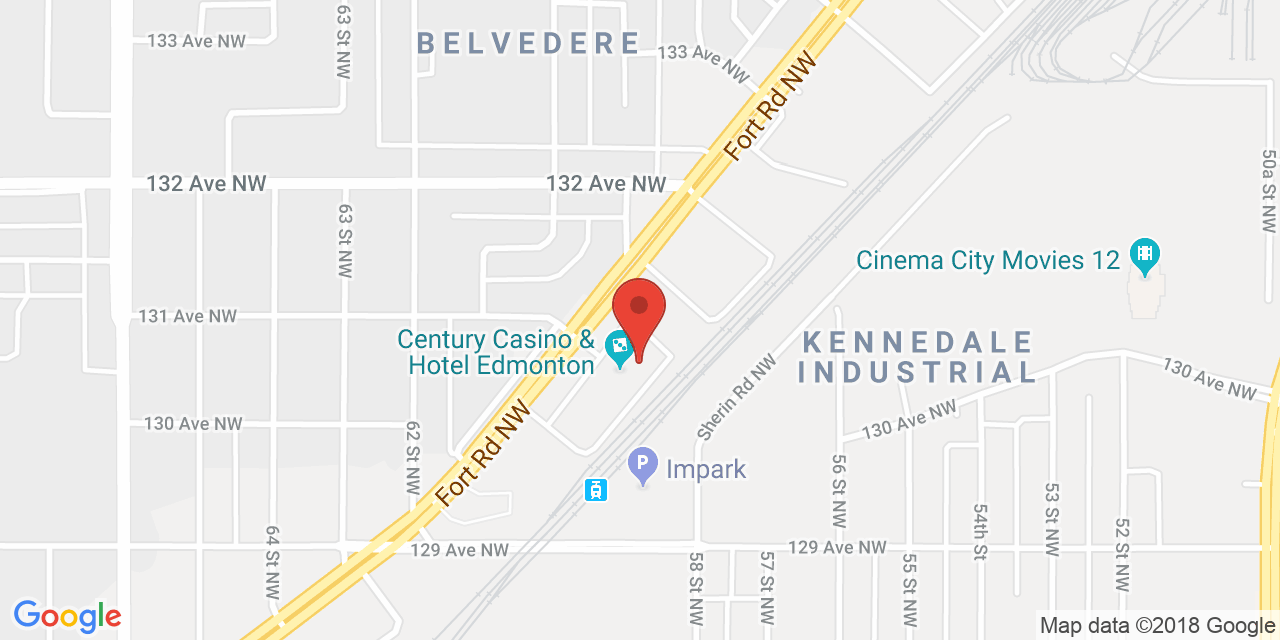 63 St NW
133 Ave NW
BELVEDERE
133 Ave NW
Fort Rd NW
50a St NW
132 Ave NW
132 Ave NW
63 St NW
Cinema City Movies 12
131 Ave NW
Century Casino &
Hotel Edmonton
KENNEDALE
INDUSTRIAL
130 Ave NW
Sherin Rd NW
130 Ave NW
130 Ave NW
62 St NW
Fort Rd NW
P
Impark
56 St NW
54th St
53 St NW
52 St NW
64 St NW
129 Ave NW
129 Ave NW
58 St NW
57 St NW
55 St NW
Google
Map data ©2018 Google